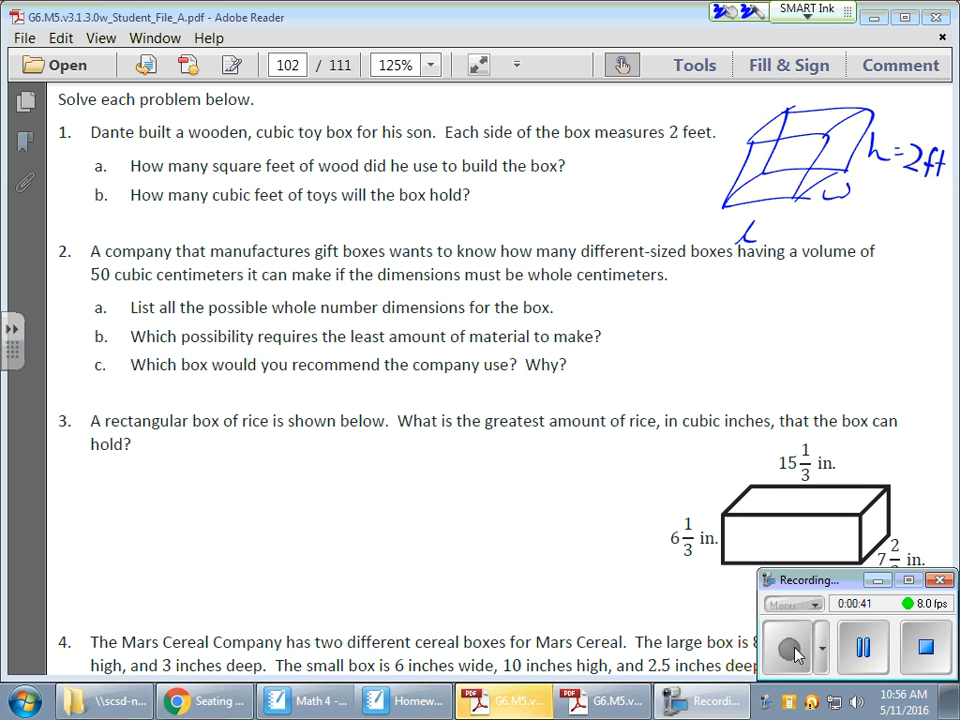 G6.M5.v3.1.3.0w_Student_File_A.pdf - Adobe Reader
SMART Ink
File Edit View Window Help
Open 102 / 111 125% Tools Fill & Sign Comment
Solve each problem below.
1. Dante built a wooden, cubic toy box for his son. Each side of the box measures 2 feet.
a. How many square feet of wood did he use to build the box?
b. How many cubic feet of toys will the box hold?
h = 2ft
w
l
2. A company that manufactures gift boxes wants to know how many different-sized boxes having a volume of
50 cubic centimeters it can make if the dimensions must be whole centimeters.
a. List all the possible whole number dimensions for the box.
b. Which possibility requires the least amount of material to make?
c. Which box would you recommend the company use? Why?
3. A rectangular box of rice is shown below. What is the greatest amount of rice, in cubic inches, that the box can
hold?
15 1/3 in.
6 1/3 in.
7 2 in.
Recording...
Menu 0:00:41 8.0 fps
4. The Mars Cereal Company has two different cereal boxes for Mars Cereal. The large box is 8
high, and 3 inches deep. The small box is 6 inches wide, 10 inches high, and 2.5 inches deep
\\sscd-n... Seating ... Math 4 -... Homew... G6.M5.v... G6.M5.v... Recordi...
10:56 AM
5/11/2016